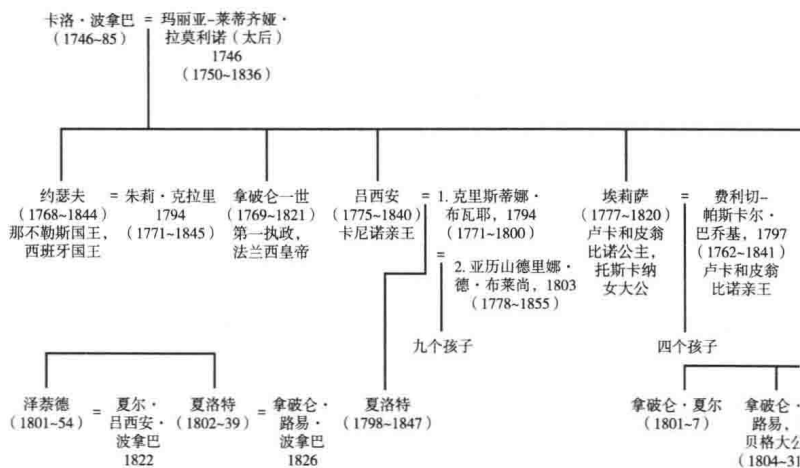 卡洛·波拿巴
(1746~85)
=
玛丽亚-莱蒂齐娅·
拉莫利诺（太后）
1746
(1750~1836)
约瑟夫
(1768~1844)
那不勒斯国王，
西班牙国王
=
朱莉·克拉里
1794
(1771~1845)
拿破仑一世
(1769~1821)
第一执政，
法兰西皇帝
吕西安
(1775~1840)
卡尼诺亲王
=
1. 克里斯蒂娜·
布瓦耶，1794
(1771~1800)
=
2. 亚历山德里娜·
德·布莱尚，1803
(1778~1855)
埃莉萨
(1777~1820)
卢卡和皮翁
比诺公主，
托斯卡纳
女大公
=
费利切-
帕斯卡尔·
巴乔基，1797
(1762~1841)
卢卡和皮翁
比诺亲王
九个孩子
四个孩子
泽萘德
(1801~54)
=
夏尔·
吕西安·
波拿巴
1822
夏洛特
(1802~39)
=
拿破仑·
路易·
波拿巴
1826
夏洛特
(1798~1847)
拿破仑·夏尔
(1801~7)
拿破仑·
路易，
贝格大公
(1804~31